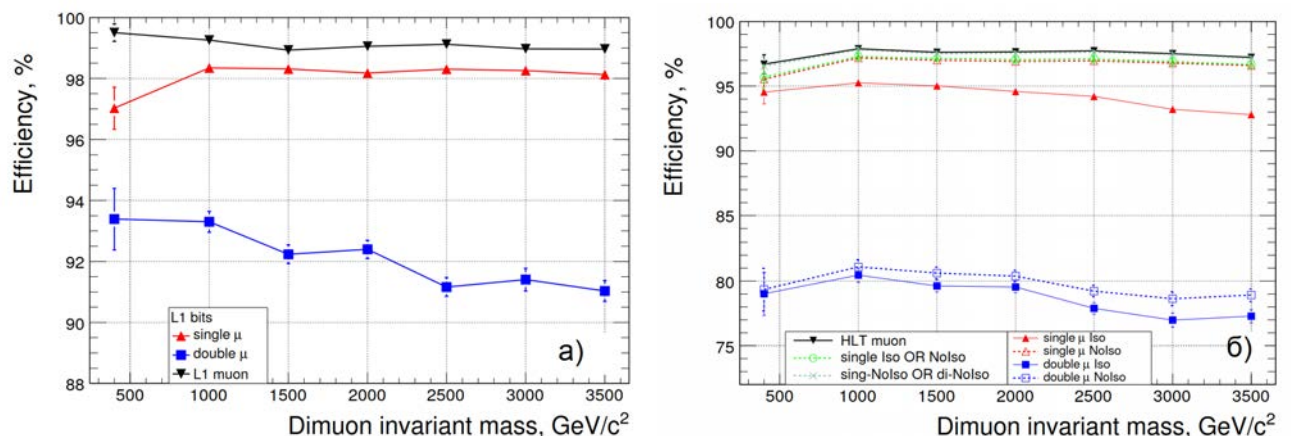 Efficiency, %
100
98
96
94
92
90
88
L1 bits
single μ
double μ
L1 muon
a)
500 1000 1500 2000 2500 3000 3500
Dimuon invariant mass, GeV/c²
Efficiency, %
100
95
90
85
80
75
HLT muon
single Iso OR NoIso
sing-NoIso OR di-NoIso
single μ Iso
single μ NoIso
double μ Iso
double μ NoIso
б)
500 1000 1500 2000 2500 3000 3500
Dimuon invariant mass, GeV/c²